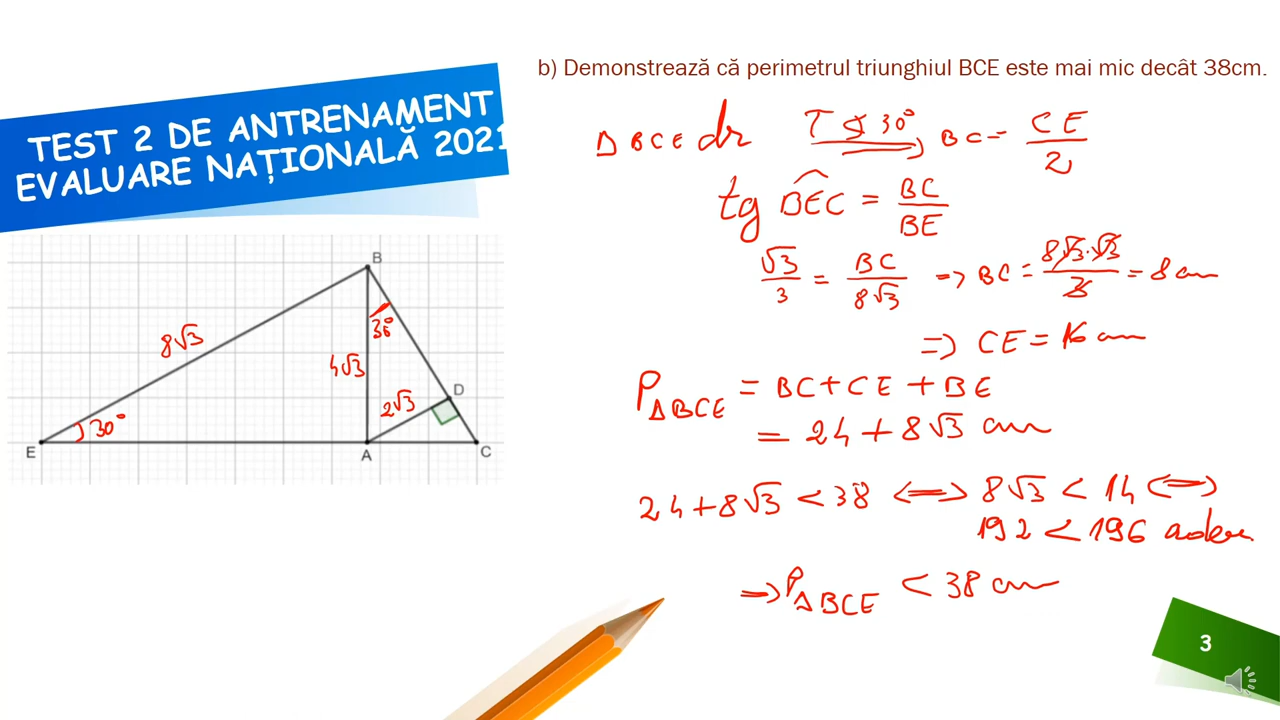 b) Demonstrează că perimetrul triunghiul BCE este mai mic decât 38cm.
TEST 2 DE ANTRENAMENT
EVALUARE NAȚIONALĂ 2021
Δ BCE dr T ∢ 30° → BC = CE/2
tg BEC = BC/BE
√3/3 = BC/8√3 => BC = 8√3·√3/3 = 8 cm
=> CE = 16 cm
PΔBCE = BC+CE+BE
= 24+8√3 cm
24+8√3 < 38 <=> 8√3 < 14 <=>
192 < 196 adev.
=> PΔBCE < 38 cm
B
8√3
30°
4√3
2√3
D
30°
E
A
C
3